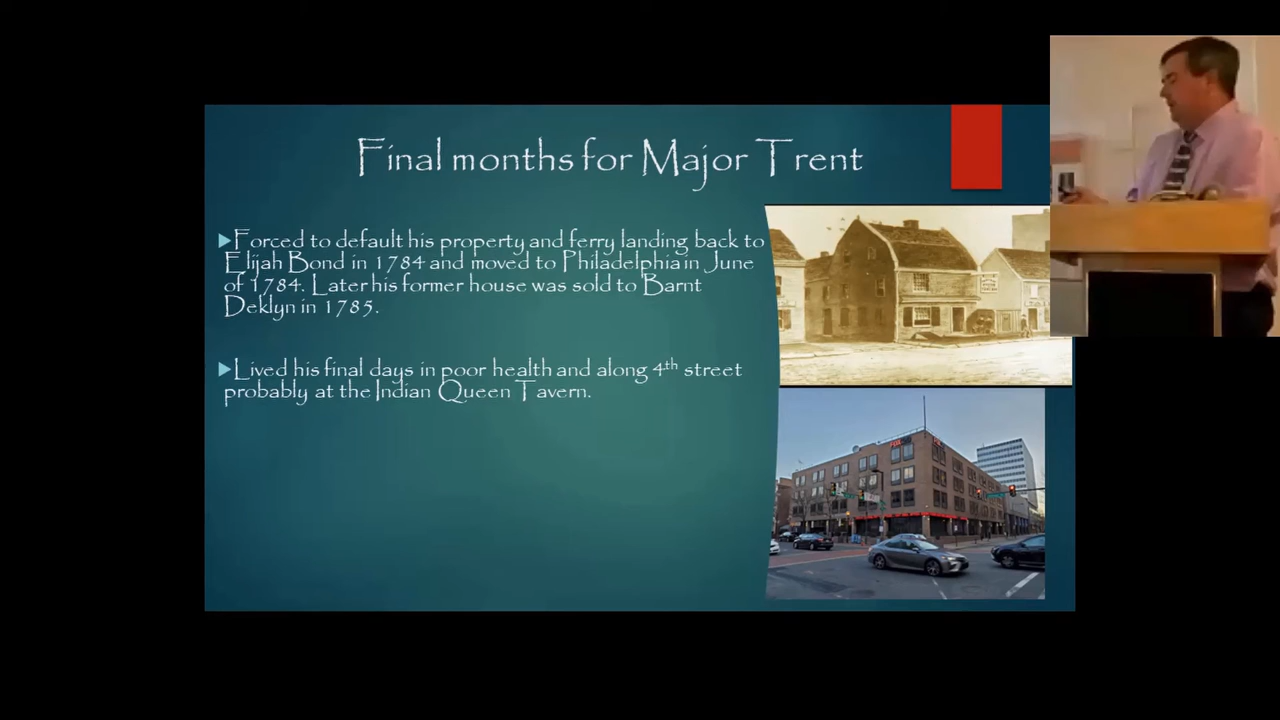 Final months for Major Trent
Forced to default his property and ferry landing back to
Elijah Bond in 1784 and moved to Philadelphia in June
of 1784. Later his former house was sold to Barnt
Deklyn in 1785.
Lived his final days in poor health and along 4th street
probably at the Indian Queen Tavern.
FOX